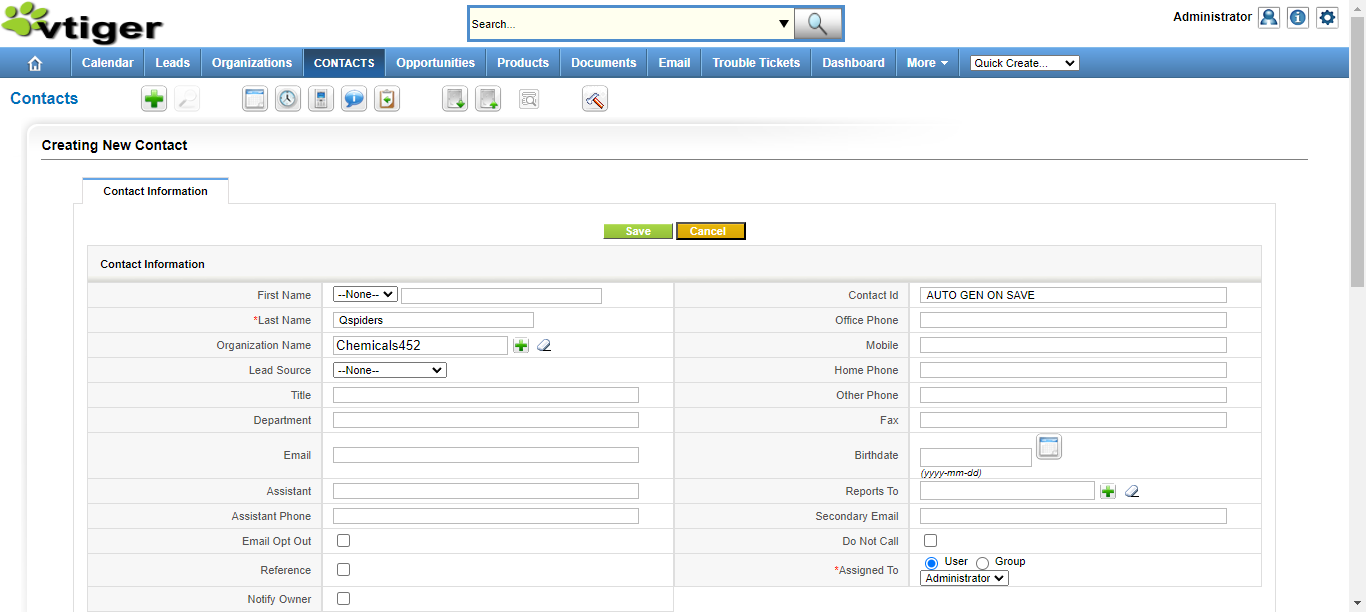 vtiger
Search...
Administrator
Calendar Leads Organizations CONTACTS Opportunities Products Documents Email Trouble Tickets Dashboard More Quick Create...
Contacts
Creating New Contact
Contact Information
Save Cancel
Contact Information
First Name --None-- Contact Id AUTO GEN ON SAVE
*Last Name Qspiders Office Phone
Organization Name Chemicals452 Mobile
Lead Source --None-- Home Phone
Title Other Phone
Department Fax
Email Birthdate
(yyyy-mm-dd)
Assistant Reports To
Assistant Phone Secondary Email
Email Opt Out Do Not Call
Reference *Assigned To User Group
Administrator
Notify Owner